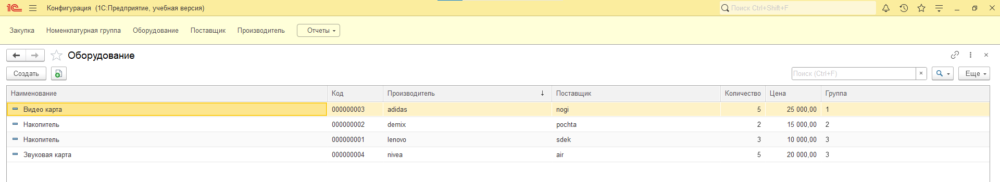 1С Конфигурация (1С:Предприятие, учебная версия) Поиск Ctrl+Shift+F
Закупка Номенклатурная группа Оборудование Поставщик Производитель Отчеты
Оборудование
Создать Поиск (Ctrl+F) × Еще
Наименование Код Производитель ↓ Поставщик Количество Цена Группа
Видео карта 000000003 adidas nogi 5 25 000,00 1
Накопитель 000000002 demix pochta 2 15 000,00 2
Накопитель 000000001 lenovo sdek 3 10 000,00 3
Звуковая карта 000000004 nivea air 5 20 000,00 3